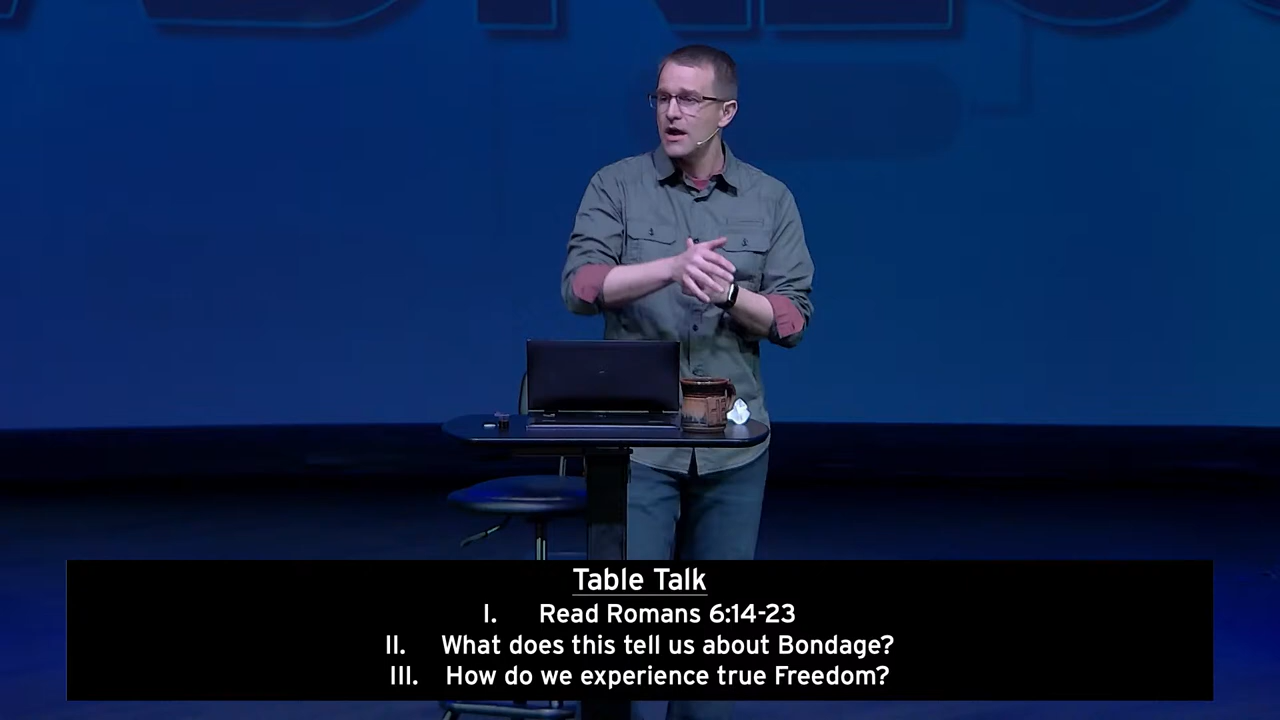 Table Talk
I. Read Romans 6:14-23
II. What does this tell us about Bondage?
III. How do we experience true Freedom?